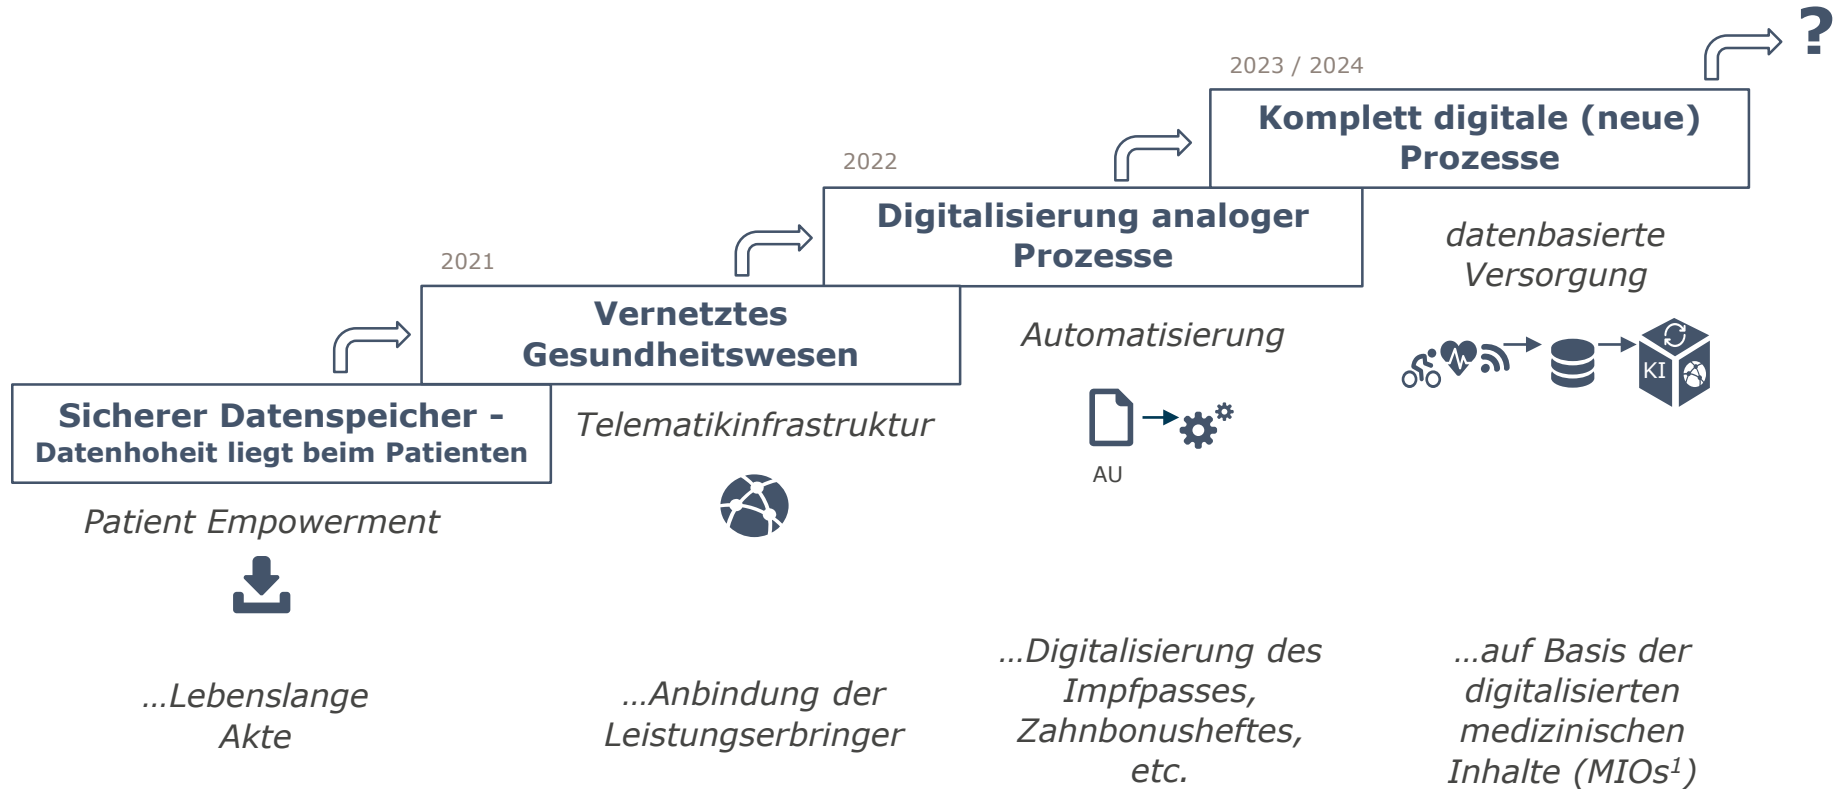 Sicherer Datenspeicher -
Datenhoheit liegt beim Patienten
Patient Empowerment
…Lebenslange
Akte
2021
Vernetztes
Gesundheitswesen
Telematikinfrastruktur
…Anbindung der
Leistungserbringer
2022
Digitalisierung analoger
Prozesse
Automatisierung
AU
…Digitalisierung des
Impfpasses,
Zahnbonusheftes,
etc.
2023 / 2024
Komplett digitale (neue)
Prozesse
datenbasierte
Versorgung
KI
…auf Basis der
digitalisierten
medizinischen
Inhalte (MIOs¹)
?